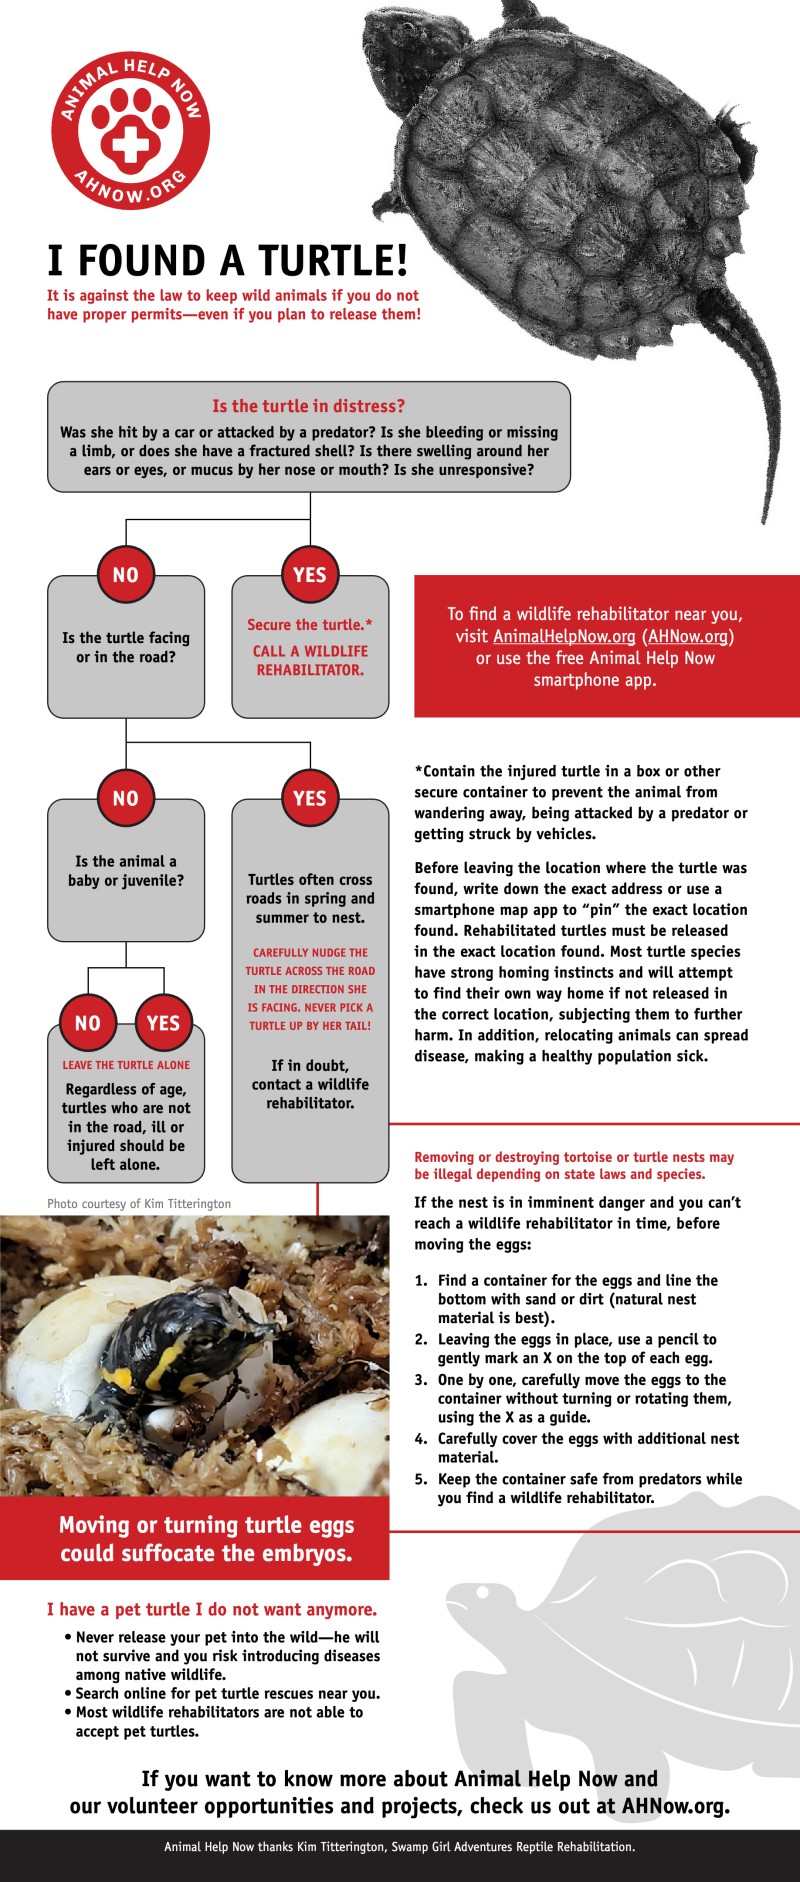 ANIMAL HELP NOW
AHNOW.ORG
I FOUND A TURTLE!
It is against the law to keep wild animals if you do not
have proper permits—even if you plan to release them!
Is the turtle in distress?
Was she hit by a car or attacked by a predator? Is she bleeding or missing
a limb, or does she have a fractured shell? Is there swelling around her
ears or eyes, or mucus by her nose or mouth? Is she unresponsive?
NO
Is the turtle facing
or in the road?
YES
Secure the turtle.*
CALL A WILDLIFE
REHABILITATOR.
To find a wildlife rehabilitator near you,
visit AnimalHelpNow.org (AHNow.org)
or use the free Animal Help Now
smartphone app.
NO
Is the animal a
baby or juvenile?
YES
Turtles often cross
roads in spring and
summer to nest.
CAREFULLY NUDGE THE
TURTLE ACROSS THE ROAD
IN THE DIRECTION SHE
IS FACING. NEVER PICK A
TURTLE UP BY HER TAIL!
If in doubt,
contact a wildlife
rehabilitator.
NO
YES
LEAVE THE TURTLE ALONE
Regardless of age,
turtles who are not
in the road, ill or
injured should be
left alone.
*Contain the injured turtle in a box or other
secure container to prevent the animal from
wandering away, being attacked by a predator or
getting struck by vehicles.
Before leaving the location where the turtle was
found, write down the exact address or use a
smartphone map app to “pin” the exact location
found. Rehabilitated turtles must be released
in the exact location found. Most turtle species
have strong homing instincts and will attempt
to find their own way home if not released in
the correct location, subjecting them to further
harm. In addition, relocating animals can spread
disease, making a healthy population sick.
Photo courtesy of Kim Titterington
Moving or turning turtle eggs
could suffocate the embryos.
Removing or destroying tortoise or turtle nests may
be illegal depending on state laws and species.
If the nest is in imminent danger and you can’t
reach a wildlife rehabilitator in time, before
moving the eggs:
1. Find a container for the eggs and line the
bottom with sand or dirt (natural nest
material is best).
2. Leaving the eggs in place, use a pencil to
gently mark an X on the top of each egg.
3. One by one, carefully move the eggs to the
container without turning or rotating them,
using the X as a guide.
4. Carefully cover the eggs with additional nest
material.
5. Keep the container safe from predators while
you find a wildlife rehabilitator.
I have a pet turtle I do not want anymore.
• Never release your pet into the wild—he will
not survive and you risk introducing diseases
among native wildlife.
• Search online for pet turtle rescues near you.
• Most wildlife rehabilitators are not able to
accept pet turtles.
If you want to know more about Animal Help Now and
our volunteer opportunities and projects, check us out at AHNow.org.
Animal Help Now thanks Kim Titterington, Swamp Girl Adventures Reptile Rehabilitation.